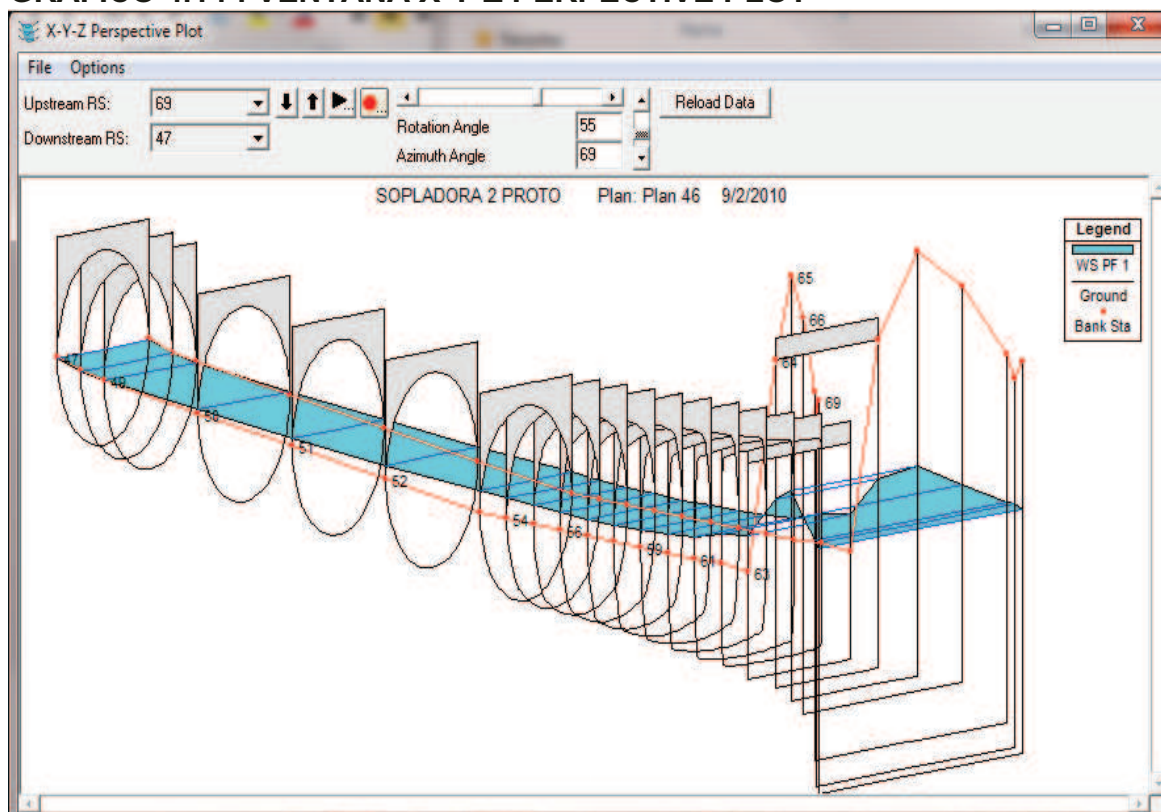 X-Y-Z Perspective Plot
File Options
Upstream RS: 69
Downstream RS: 47
Rotation Angle 55
Azimuth Angle 69
Reload Data
SOPLADORA 2 PROTO Plan: Plan 46 9/2/2010
Legend
WS PF 1
Ground
Bank Sta
65
66
64
69
47
49
50
51
52
54
56
59
61
63